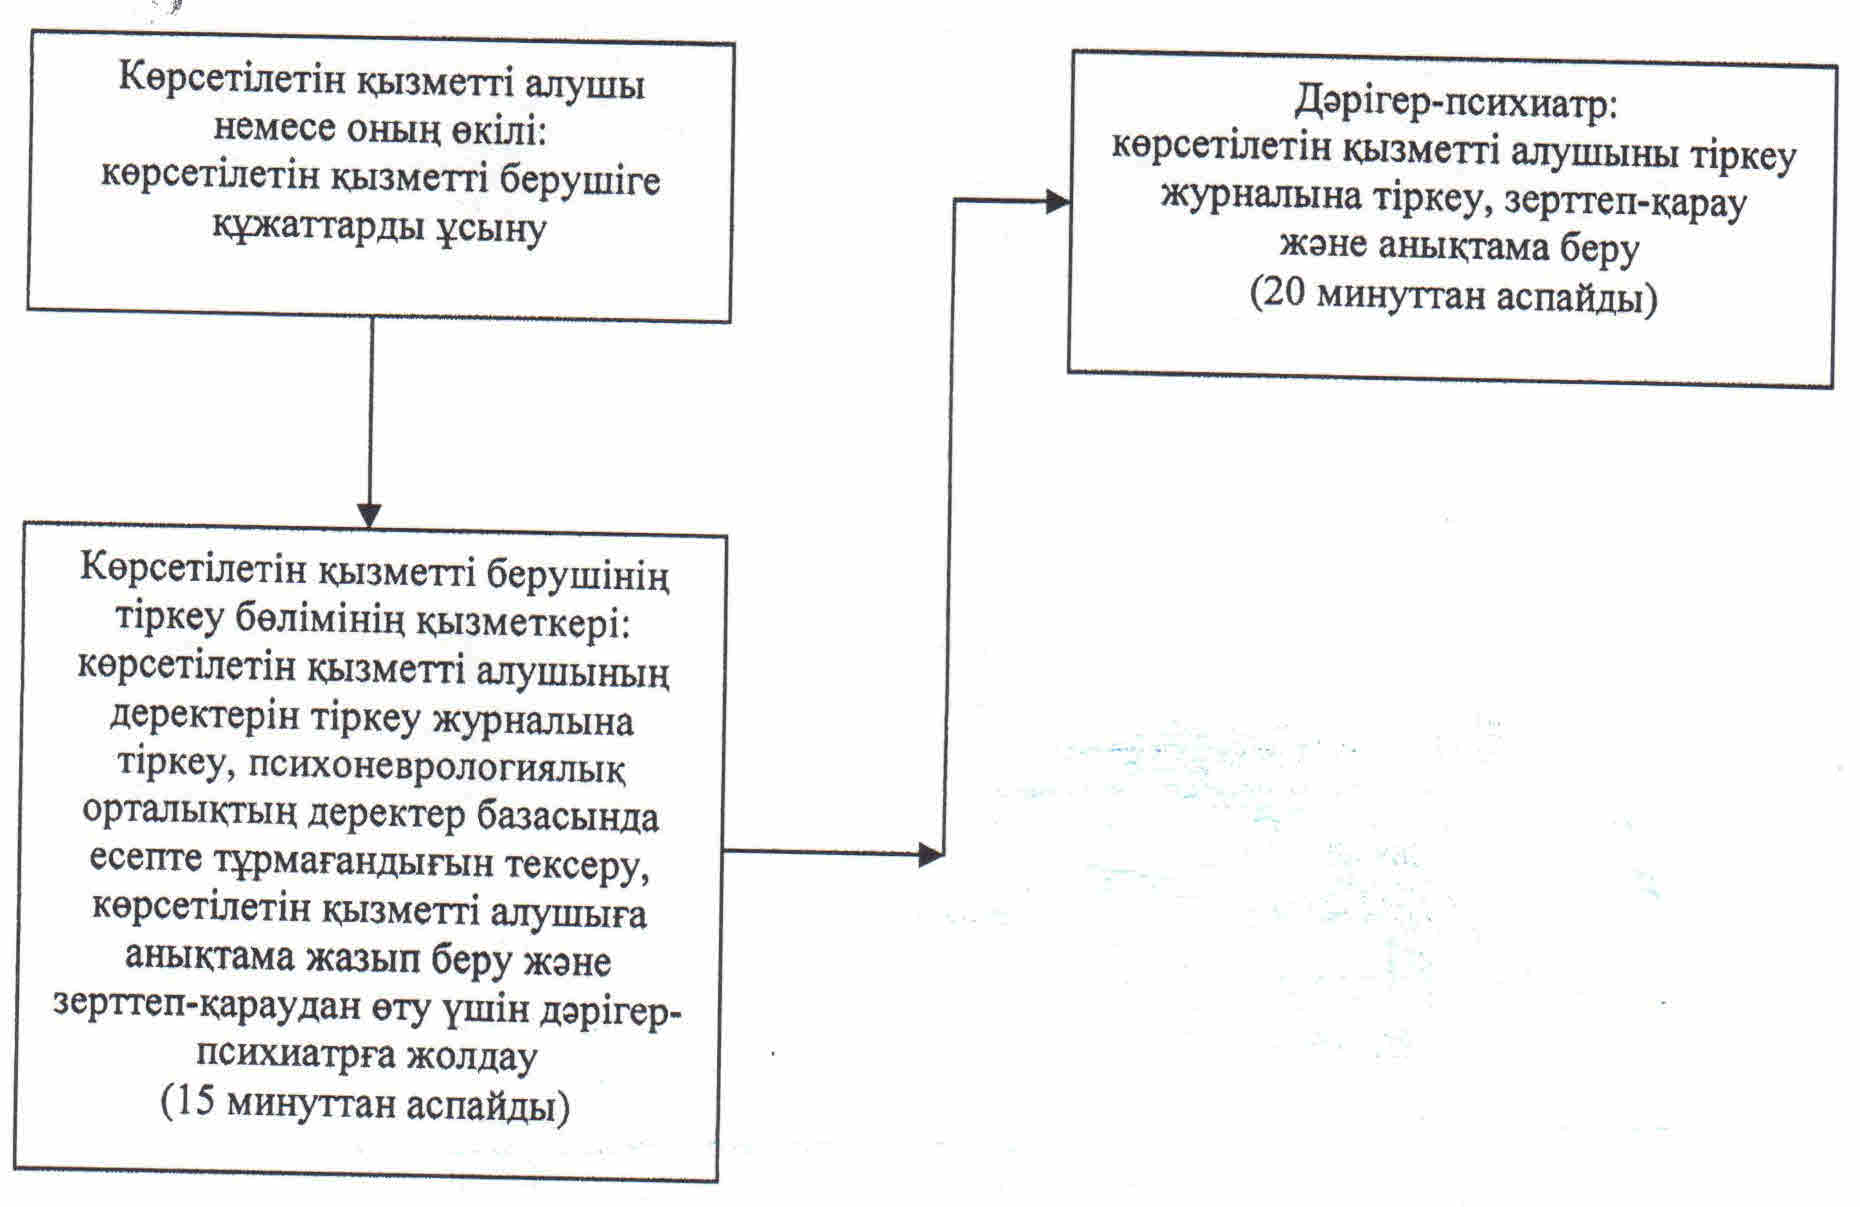 Көрсетілетін қызметті алушы
немесе оның өкілі:
көрсетілетін қызметті берушіге
құжаттарды ұсыну
Көрсетілетін қызметті берушінің
тіркеу бөлімінің қызметкері:
көрсетілетін қызметті алушының
деректерін тіркеу журналына
тіркеу, психоневрологиялық
орталықтың деректер базасында
есепте тұрмағандығын тексеру,
көрсетілетін қызметті алушыға
анықтама жазып беру және
зерттеп-қараудан өту үшін дәрігер-
психиатрға жолдау
(15 минуттан аспайды)
Дәрігер-психиатр:
көрсетілетін қызметті алушыны тіркеу
журналына тіркеу, зерттеп-қарау
және анықтама беру
(20 минуттан аспайды)